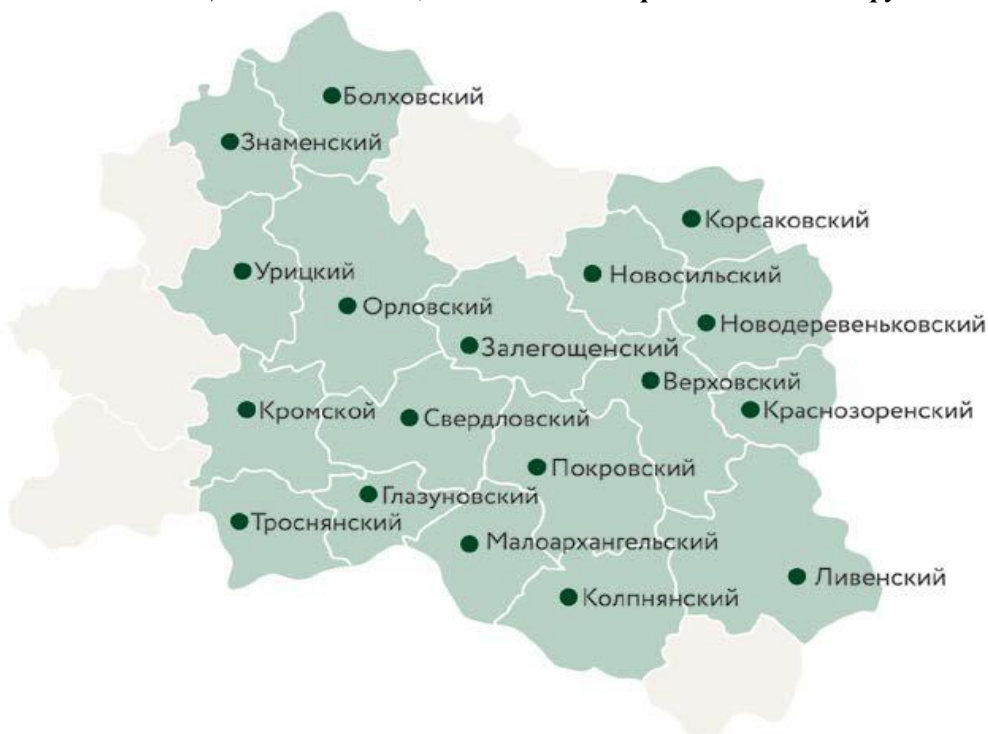 Болховский
Знаменский
Корсаковский
Урицкий
Новосильский
Орловский
Новодеревеньковский
Залегощенский
Верховский
Кромской
Свердловский
Краснозоренский
Покровский
Глазуновский
Троснянский
Малоархангельский
Ливенский
Колпнянский